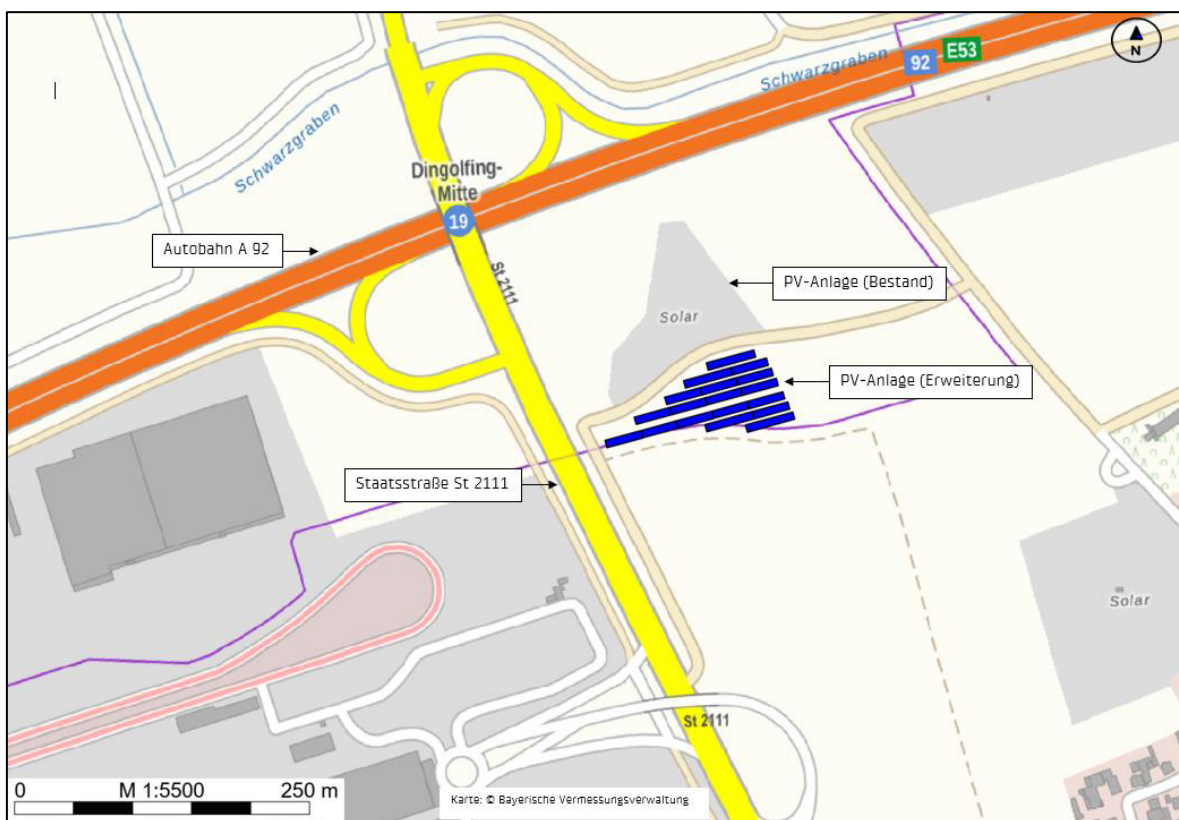 N
E53
92
Schwarzgraben
Schwarzgraben
Dingolfing-
Mitte
19
Autobahn A 92
St 2111
PV-Anlage (Bestand)
Solar
PV-Anlage (Erweiterung)
Staatsstraße St 2111
Solar
St 2111
0 M 1:5500 250 m
Karte: © Bayerische Vermessungsverwaltung